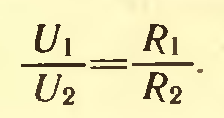 U₁/U₂ = R₁/R₂.